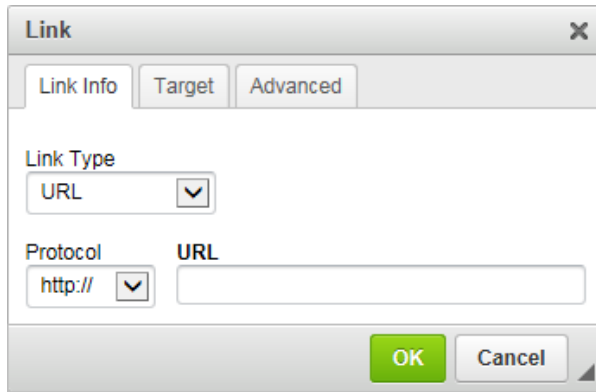 Link
Link Info Target Advanced
Link Type
URL
Protocol URL
http://
OK Cancel